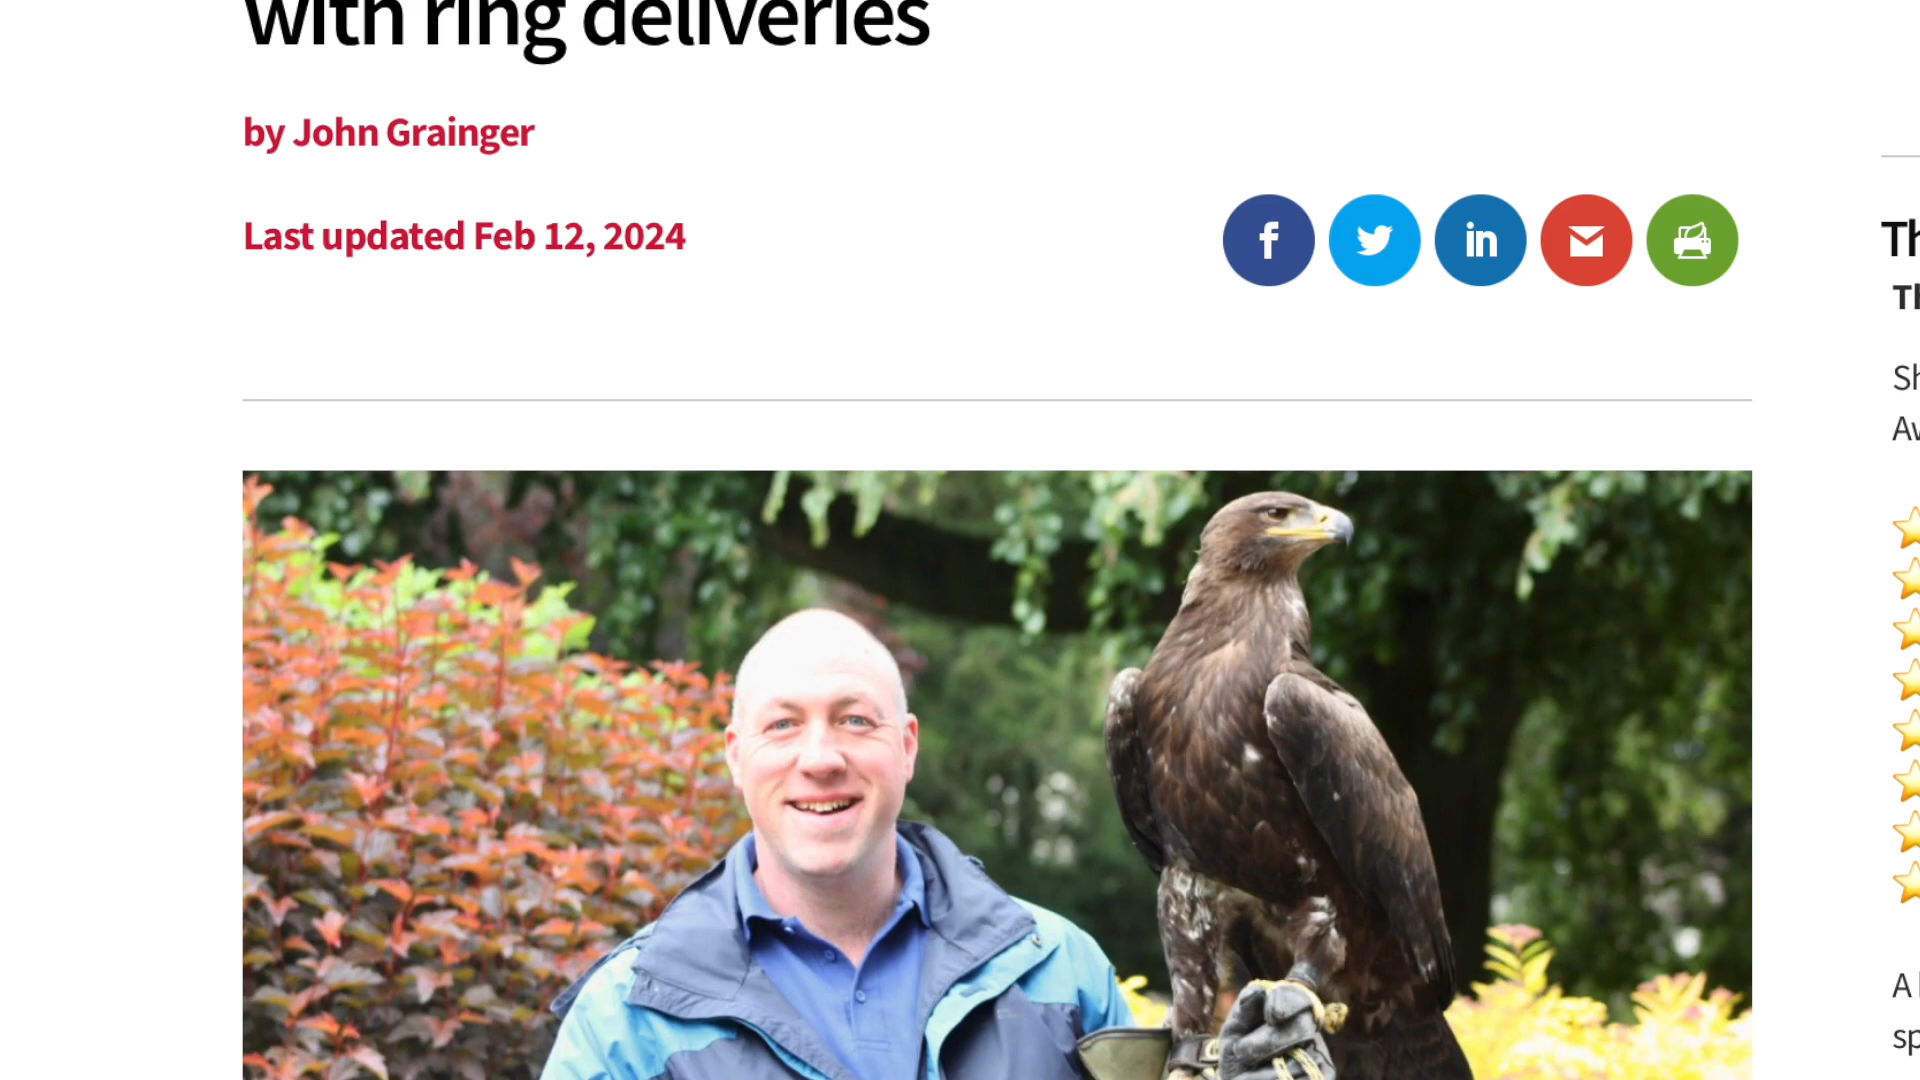 with ring deliveries
by John Grainger
Last updated Feb 12, 2024